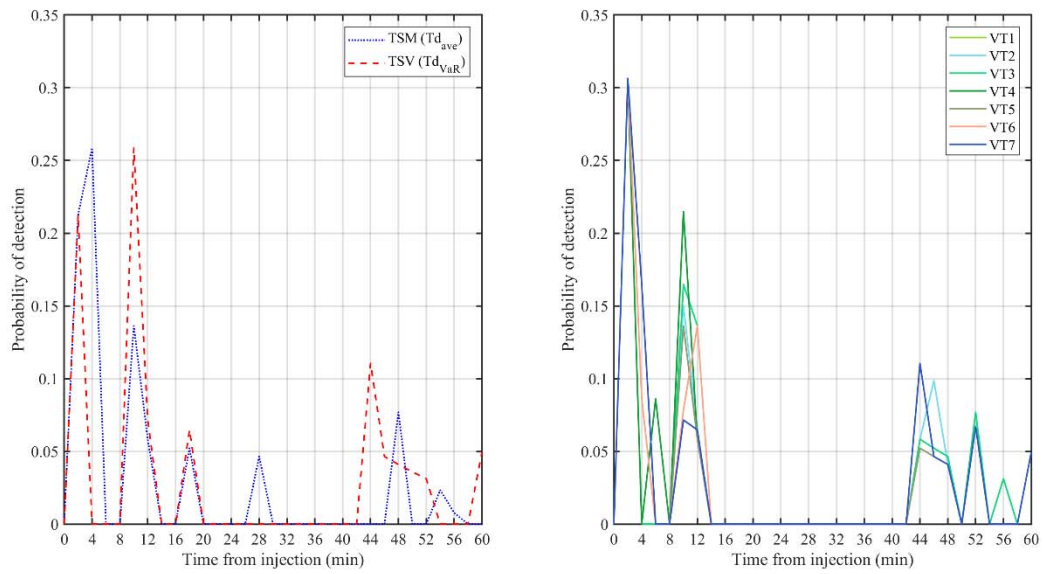 0.35
0.3
0.25
0.2
0.15
0.1
0.05
0
Probability of detection
0 4 8 12 16 20 24 28 32 36 40 44 48 52 56 60
Time from injection (min)
TSM (Td_ave)
TSV (Td_VaR)
0.35
0.3
0.25
0.2
0.15
0.1
0.05
0
Probability of detection
0 4 8 12 16 20 24 28 32 36 40 44 48 52 56 60
Time from injection (min)
VT1
VT2
VT3
VT4
VT5
VT6
VT7